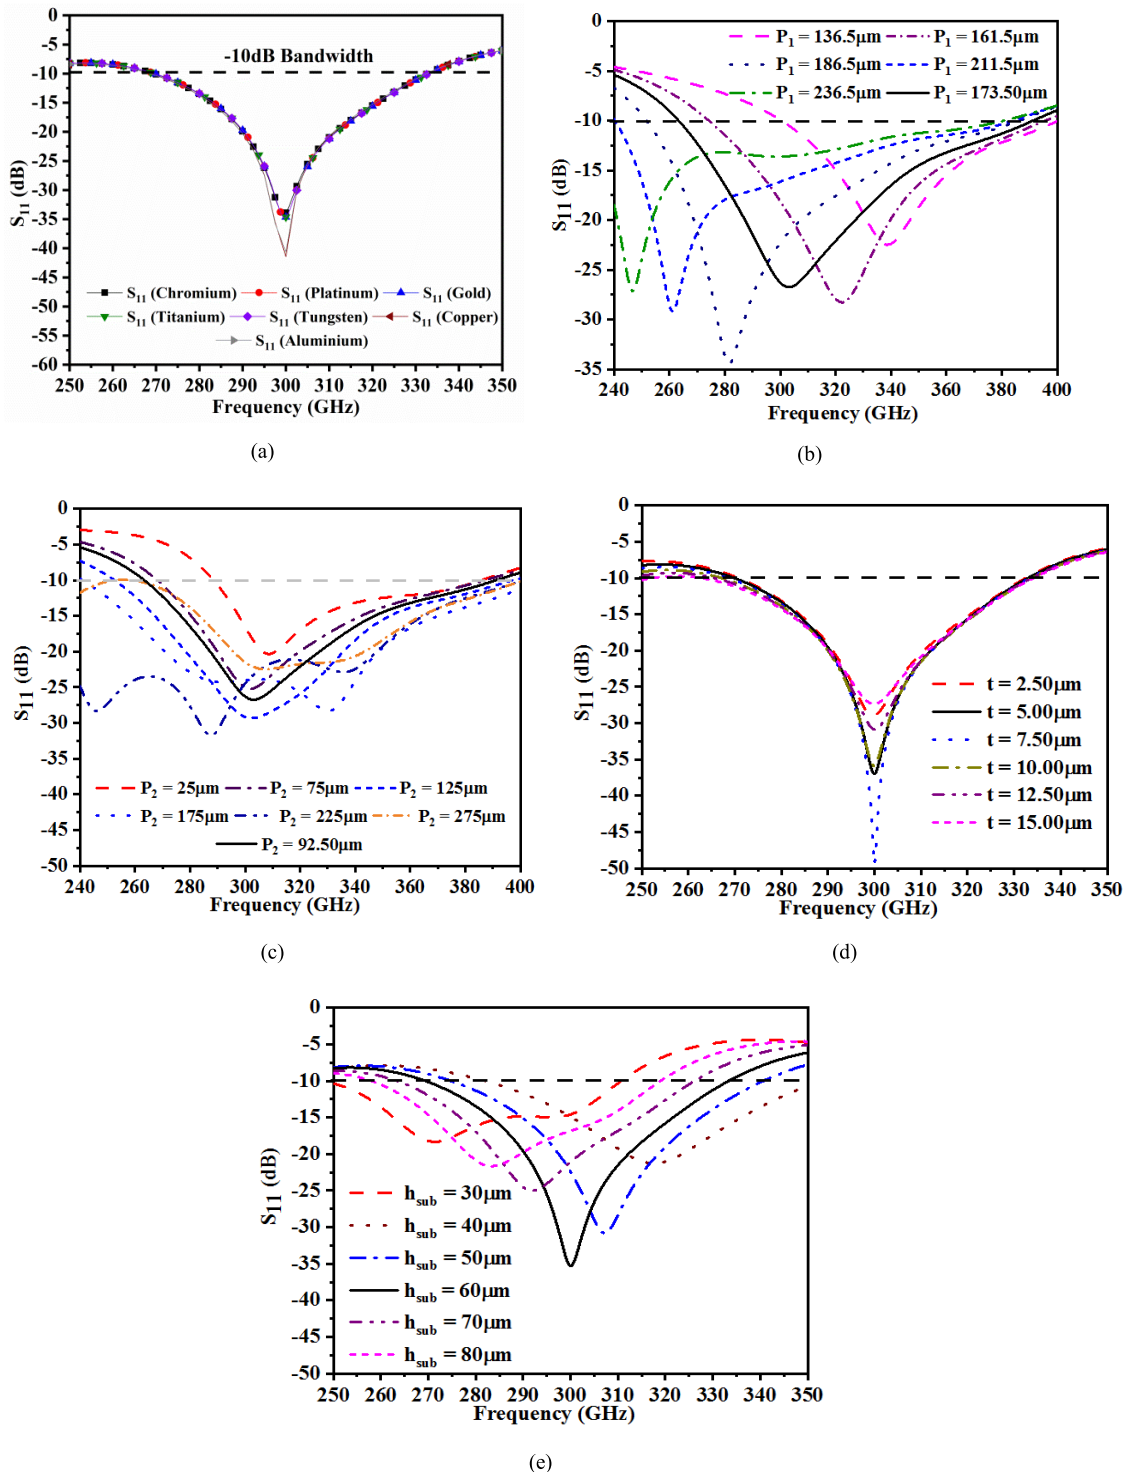 0
-5
-10
-15
-20
-25
-30
-35
-40
-45
-50
-55
-60
S11 (dB)
-10dB Bandwidth
S11 (Chromium) S11 (Platinum) S11 (Gold)
S11 (Titanium) S11 (Tungsten) S11 (Copper)
S11 (Aluminium)
250 260 270 280 290 300 310 320 330 340 350
Frequency (GHz)
(a)
-5
-10
-15
-20
-25
-30
-35
S11 (dB)
P1 = 136.5μm P1 = 161.5μm
P1 = 186.5μm P1 = 211.5μm
P1 = 236.5μm P1 = 173.50μm
240 260 280 300 320 340 360 380 400
Frequency (GHz)
(b)
0
-5
-10
-15
-20
-25
-30
-35
-40
-45
-50
S11 (dB)
P2 = 25μm P2 = 75μm P2 = 125μm
P2 = 175μm P2 = 225μm P2 = 275μm
P2 = 92.50μm
240 260 280 300 320 340 360 380 400
Frequency (GHz)
(c)
0
-5
-10
-15
-20
-25
-30
-35
-40
-45
-50
S11 (dB)
t = 2.50μm
t = 5.00μm
t = 7.50μm
t = 10.00μm
t = 12.50μm
t = 15.00μm
250 260 270 280 290 300 310 320 330 340 350
Frequency (GHz)
(d)
0
-5
-10
-15
-20
-25
-30
-35
-40
-45
-50
S11 (dB)
hsub = 30μm
hsub = 40μm
hsub = 50μm
hsub = 60μm
hsub = 70μm
hsub = 80μm
250 260 270 280 290 300 310 320 330 340 350
Frequency (GHz)
(e)